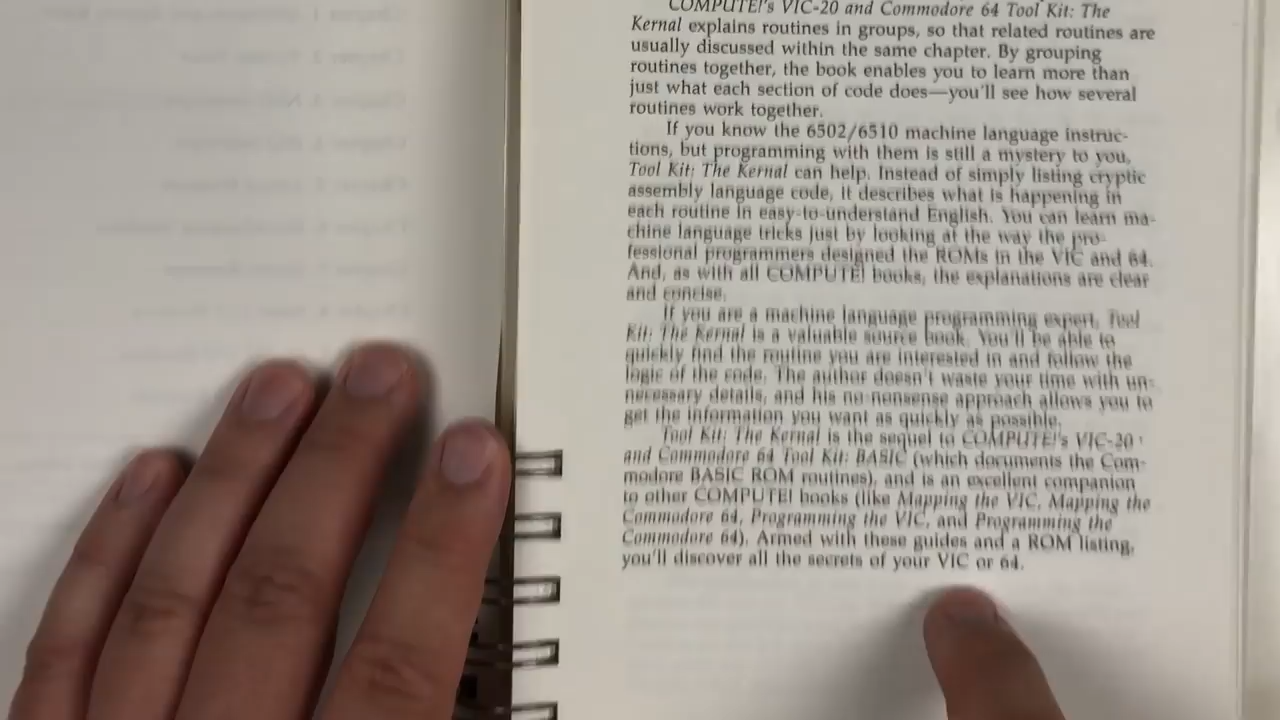 COMPUTE!'s VIC-20 and Commodore 64 Tool Kit: The
Kernal explains routines in groups, so that related routines are
usually discussed within the same chapter. By grouping
routines together, the book enables you to learn more than
just what each section of code does—you'll see how several
routines work together.
If you know the 6502/6510 machine language instruc-
tions, but programming with them is still a mystery to you,
Tool Kit: The Kernal can help. Instead of simply listing cryptic
assembly language code, it describes what is happening in
each routine in easy-to-understand English. You can learn ma-
chine language tricks just by looking at the way the pro-
fessional programmers designed the ROMs in the VIC and 64.
And, as with all COMPUTE! books, the explanations are clear
and concise.
If you are a machine language programming expert, Tool
Kit: The Kernal is a valuable source book. You'll be able to
quickly find the routine you are interested in and follow the
logic of the code. The author doesn't waste your time with un-
necessary details, and his no-nonsense approach allows you to
get the information you want as quickly as possible.
Tool Kit: The Kernal is the sequel to COMPUTE!'s VIC-20
and Commodore 64 Tool Kit: BASIC (which documents the Com-
modore BASIC ROM routines), and is an excellent companion
to other COMPUTE! books (like Mapping the VIC, Mapping the
Commodore 64, Programming the VIC, and Programming the
Commodore 64). Armed with these guides and a ROM listing,
you'll discover all the secrets of your VIC or 64.